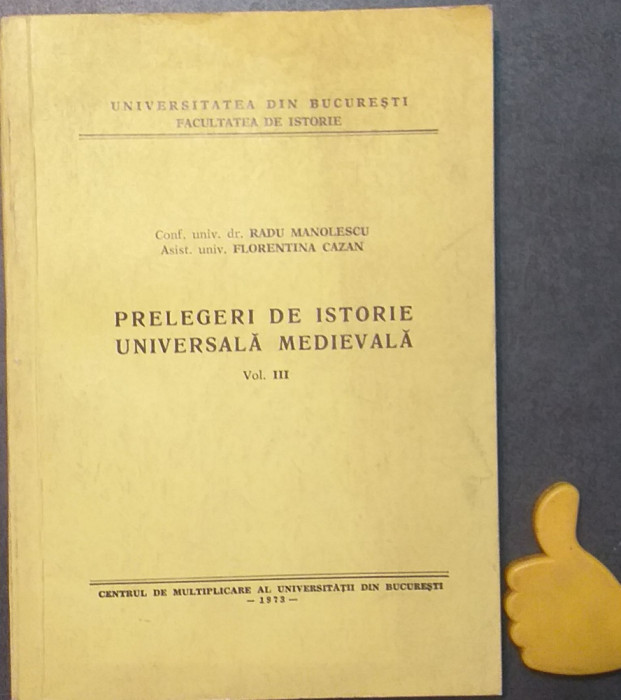 UNIVERSITATEA DIN BUCUREŞTI
FACULTATEA DE ISTORIE
Conf. univ. dr. RADU MANOLESCU
Asist. univ. FLORENTINA CAZAN
PRELEGERI DE ISTORIE
UNIVERSALĂ MEDIEVALĂ
Vol. III
CENTRUL DE MULTIPLICARE AL UNIVERSITĂŢII DIN BUCUREŞTI
— 1973 —